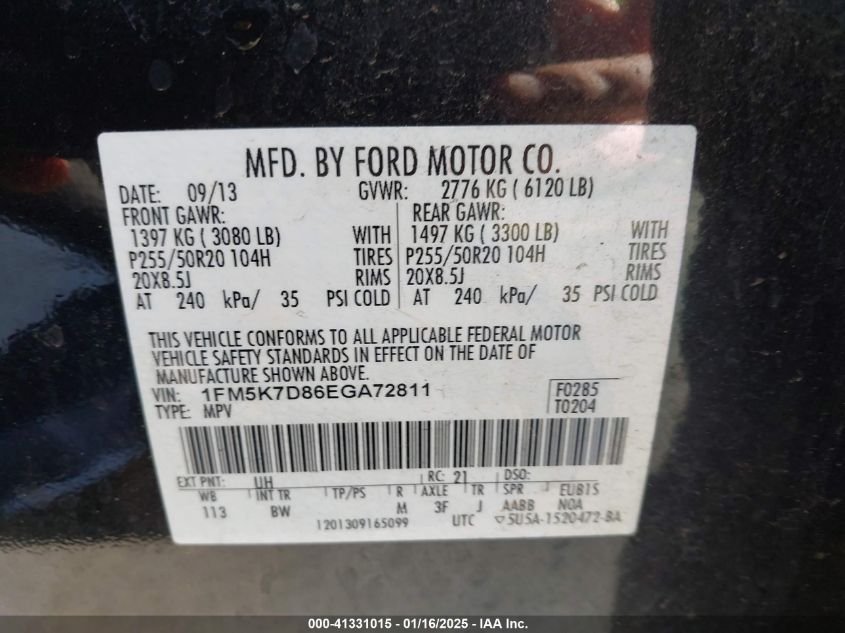 MFD. BY FORD MOTOR CO.
DATE: 09/13 GVWR: 2776 KG ( 6120 LB)
FRONT GAWR: REAR GAWR:
1397 KG ( 3080 LB) WITH 1497 KG ( 3300 LB) WITH
P255/50R20 104H TIRES P255/50R20 104H TIRES
20X8.5J RIMS 20X8.5J RIMS
AT 240 kPa/ 35 PSI COLD AT 240 kPa/ 35 PSI COLD
THIS VEHICLE CONFORMS TO ALL APPLICABLE FEDERAL MOTOR
VEHICLE SAFETY STANDARDS IN EFFECT ON THE DATE OF
MANUFACTURE SHOWN ABOVE.
VIN: 1FM5K7D86EGA72811 F0285
TYPE: MPV T0204
EXT PNT: UH RC: 21 DSO:
WB INT TR TP/PS R AXLE TR SPR EUB1S
113 BW M 3F J AABB NOA
1201309165099 UTC ▽5U5A-1520472-BA
000-41331015 - 01/16/2025 - IAAI Inc.